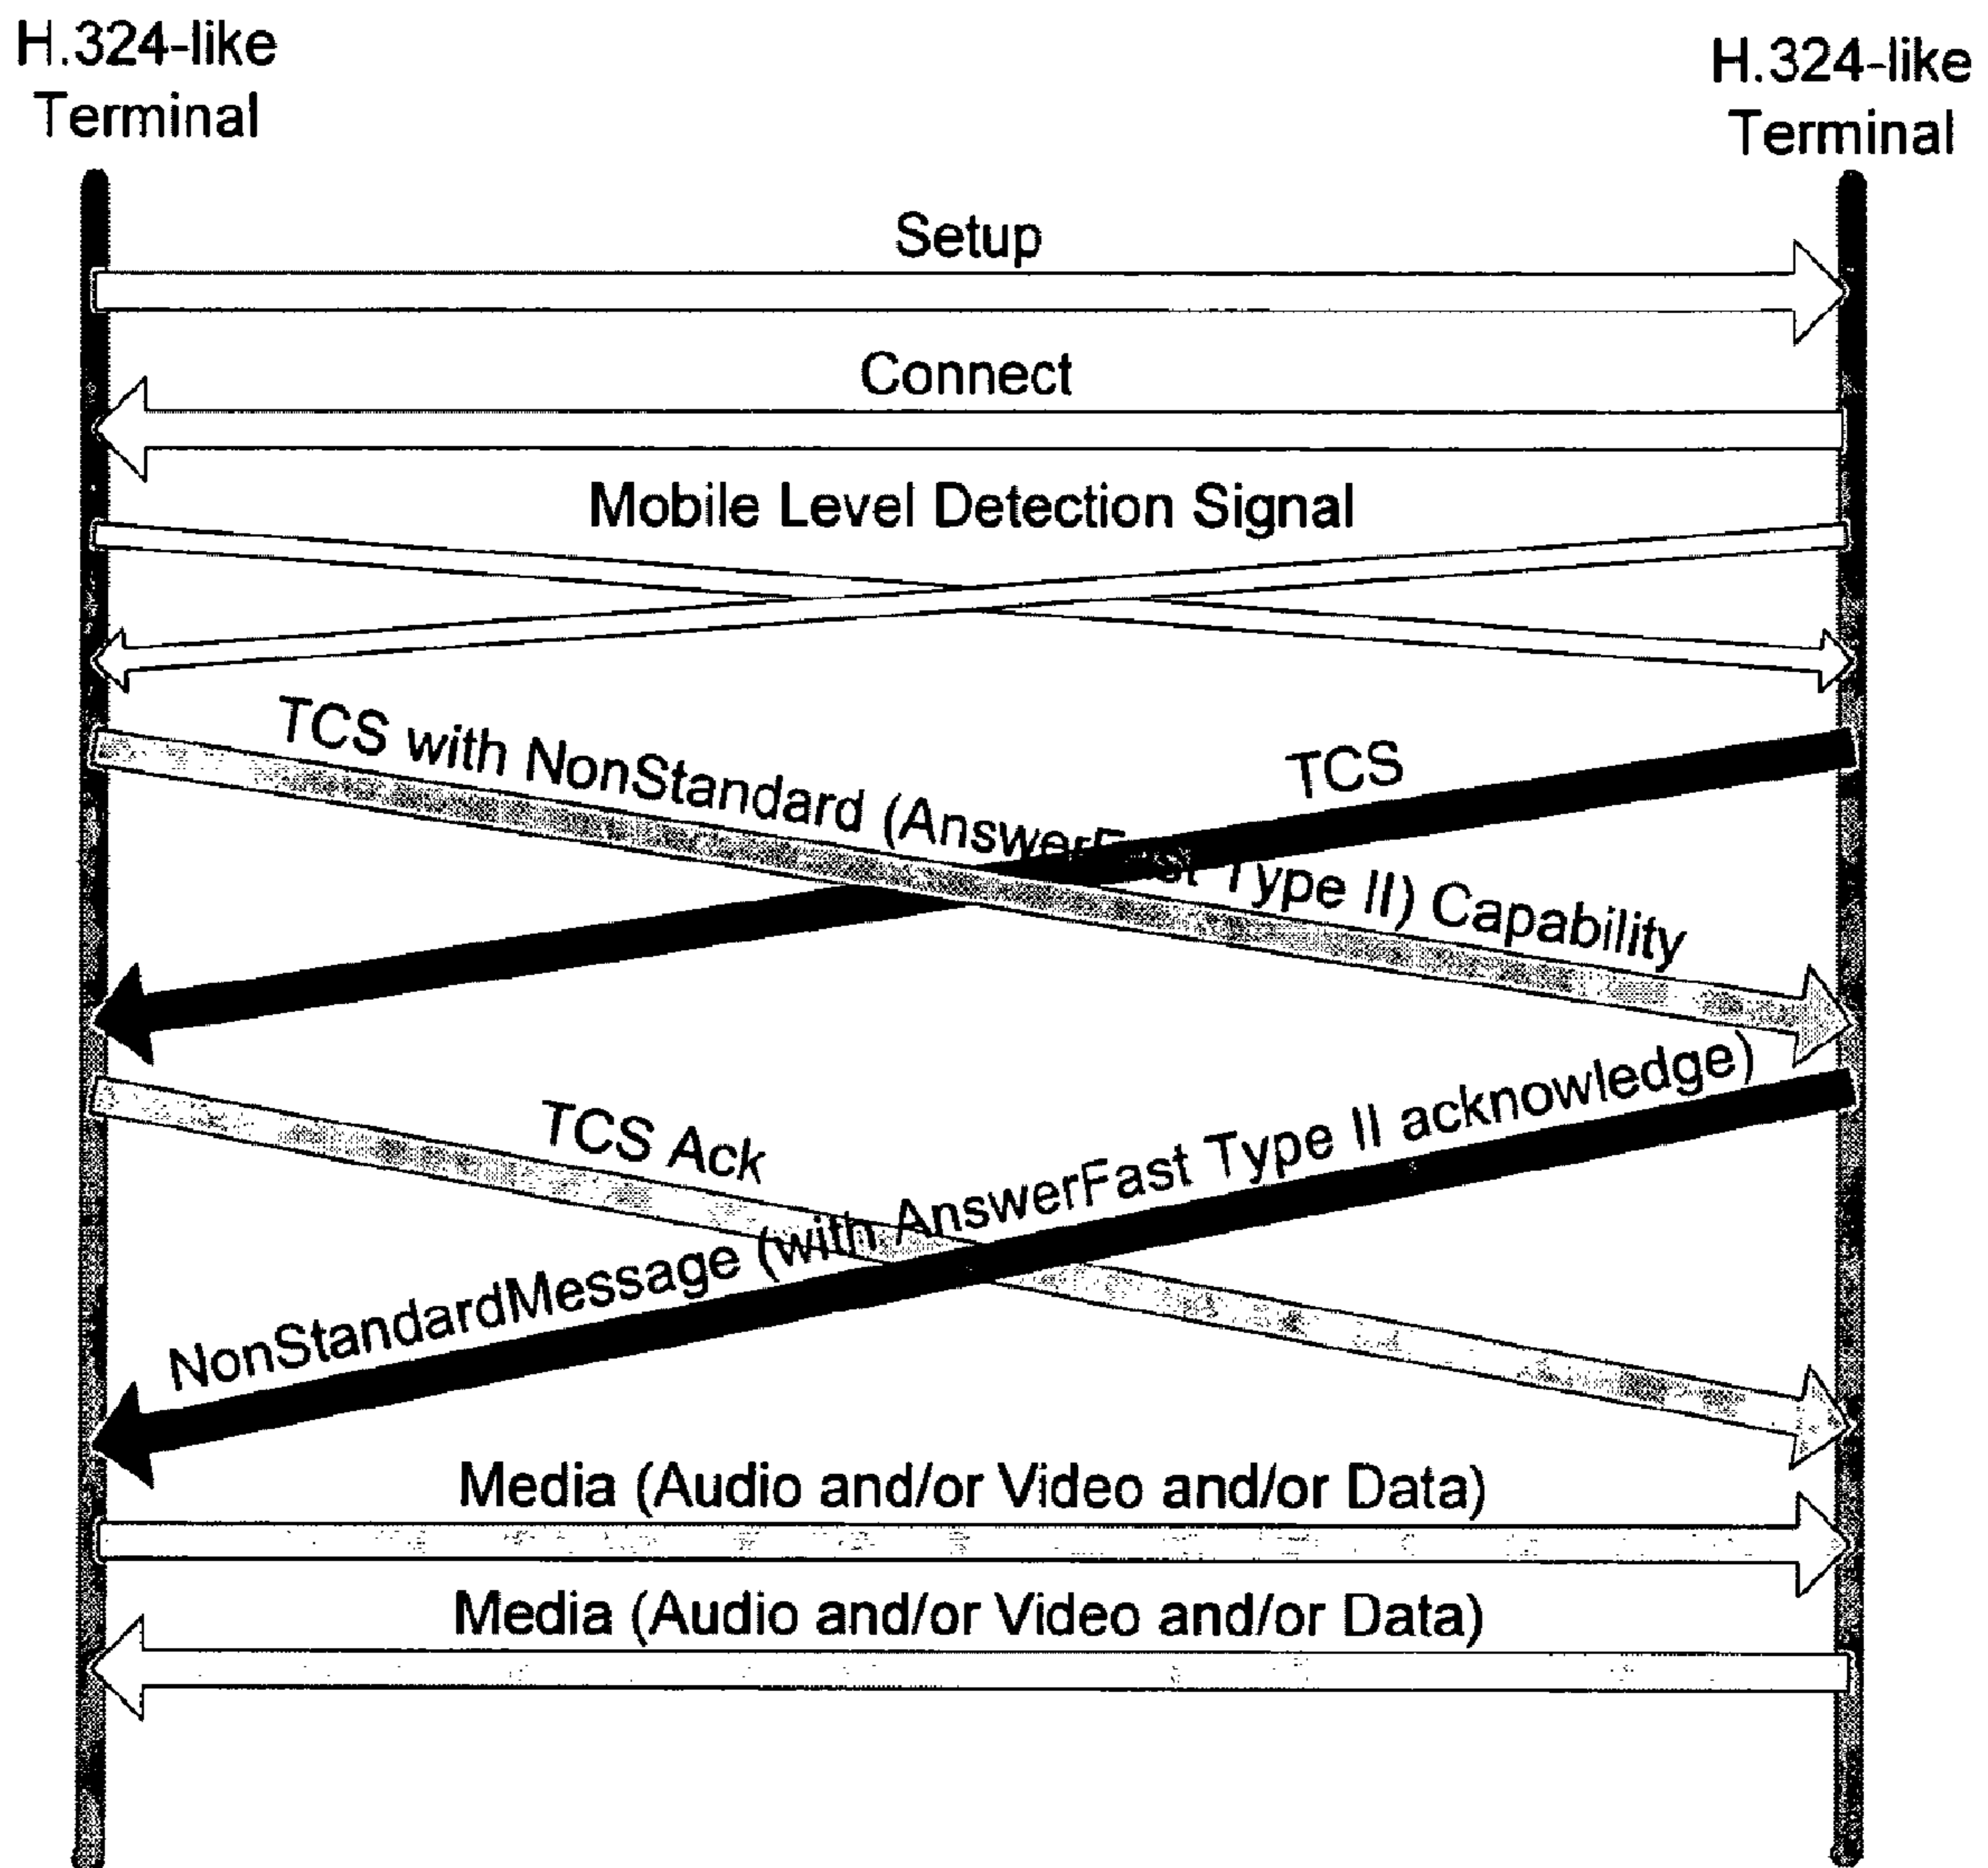 H.324-like
Terminal
H.324-like
Terminal
Setup
Connect
Mobile Level Detection Signal
TCS with NonStandard (AnswerFast Type II) Capability
TCS
TCS Ack
NonStandardMessage (with AnswerFast Type II acknowledge)
Media (Audio and/or Video and/or Data)
Media (Audio and/or Video and/or Data)